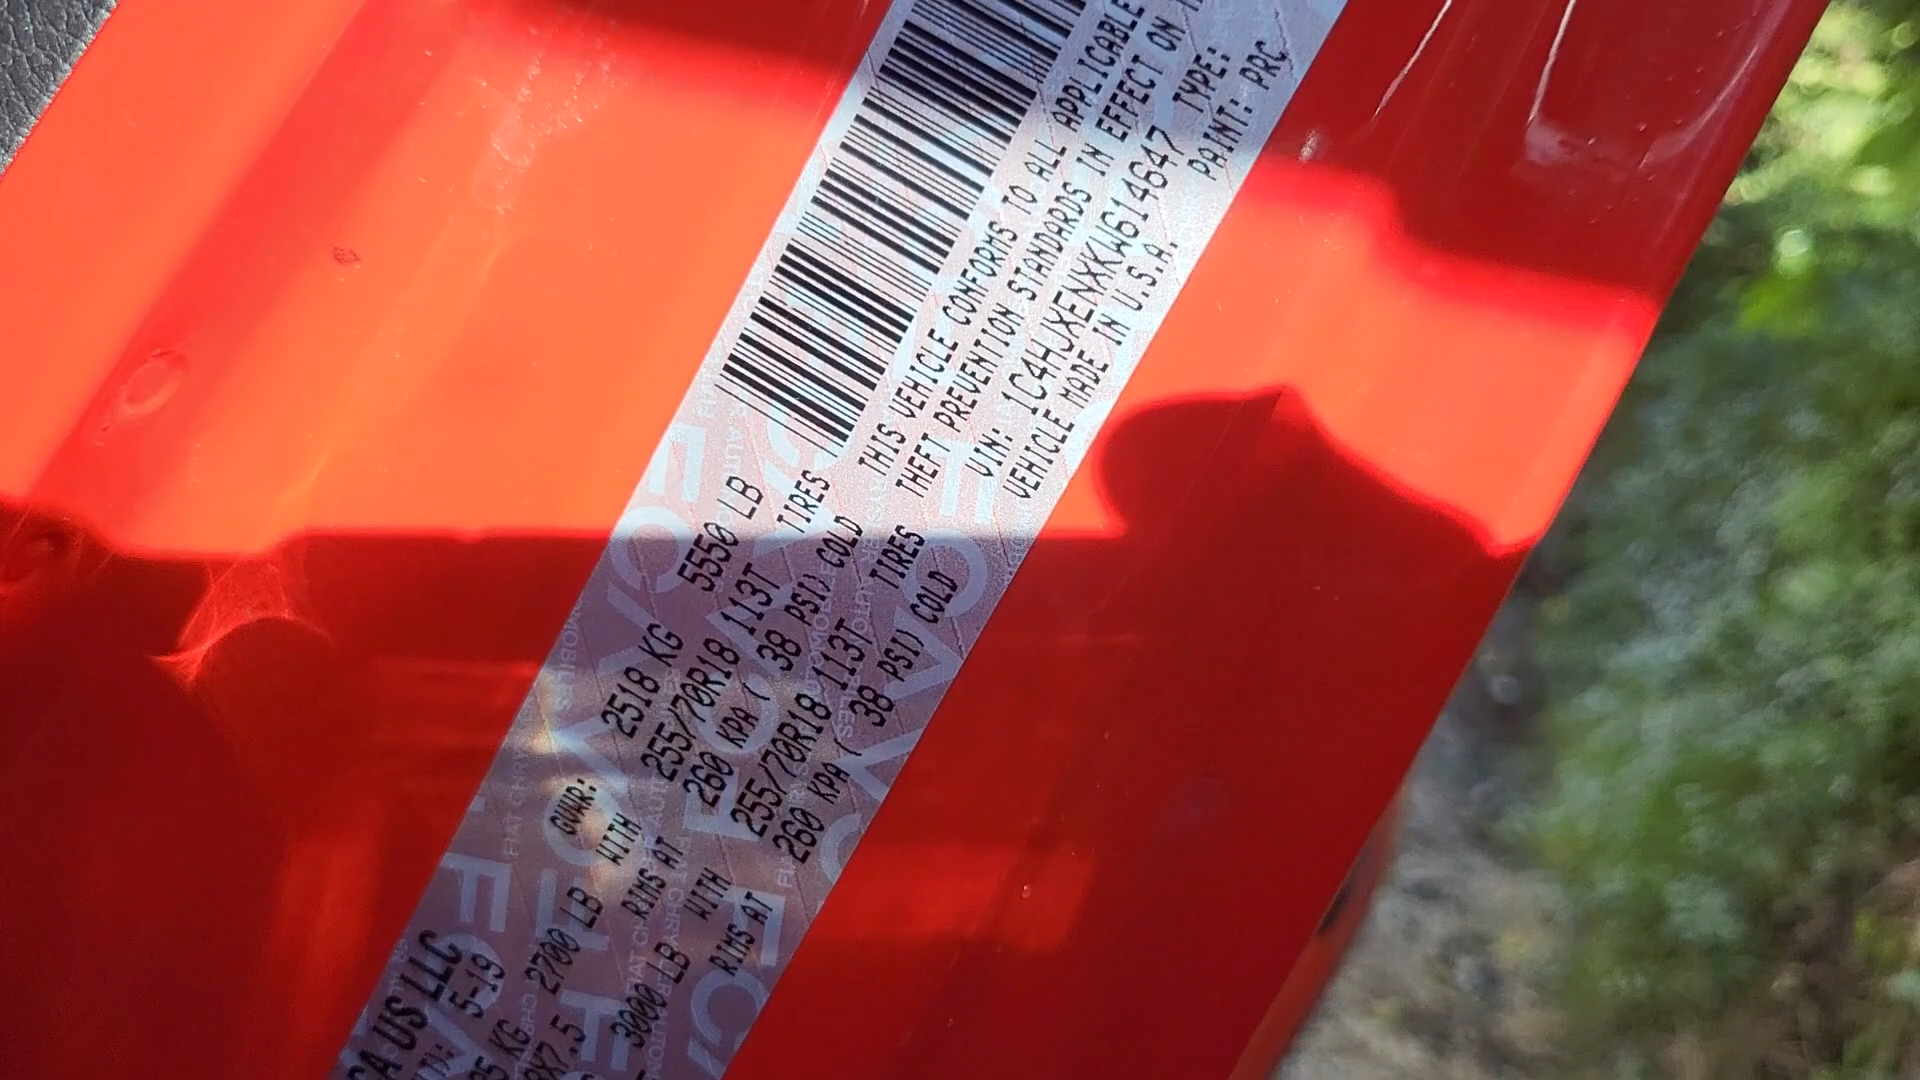 CA US LLC
5-19 GVWR: 2518 KG 5550 LB
KG 2700 LB WITH 255/70R18 113T TIRES
X7.5 RIMS AT 260 KPA ( 38 PSI) COLD
3000 LB WITH 255/70R18 113T TIRES
RIMS AT 260 KPA ( 38 PSI) COLD
THIS VEHICLE CONFORMS TO ALL APPLICABLE
THEFT PREVENTION STANDARDS IN EFFECT ON
VIN: 1C4HJXENXKW614647 TYPE:
VEHICLE MADE IN U.S.A. PAINT: PRC